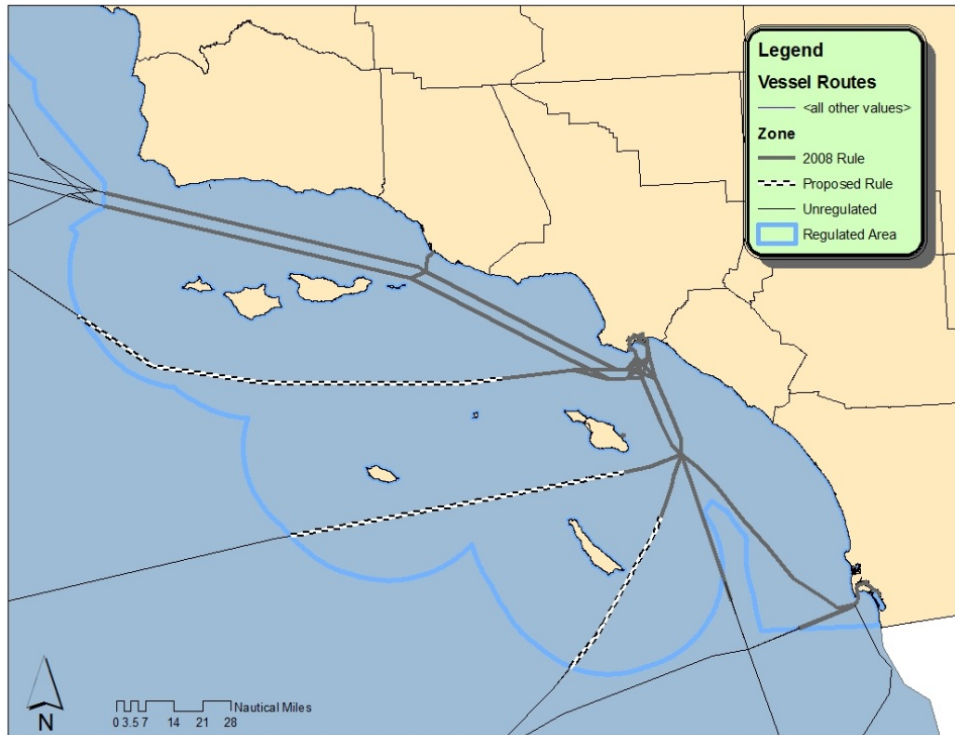 Legend
Vessel Routes
<all other values>
Zone
2008 Rule
Proposed Rule
Unregulated
Regulated Area
N
Nautical Miles
0 3.5 7 14 21 28